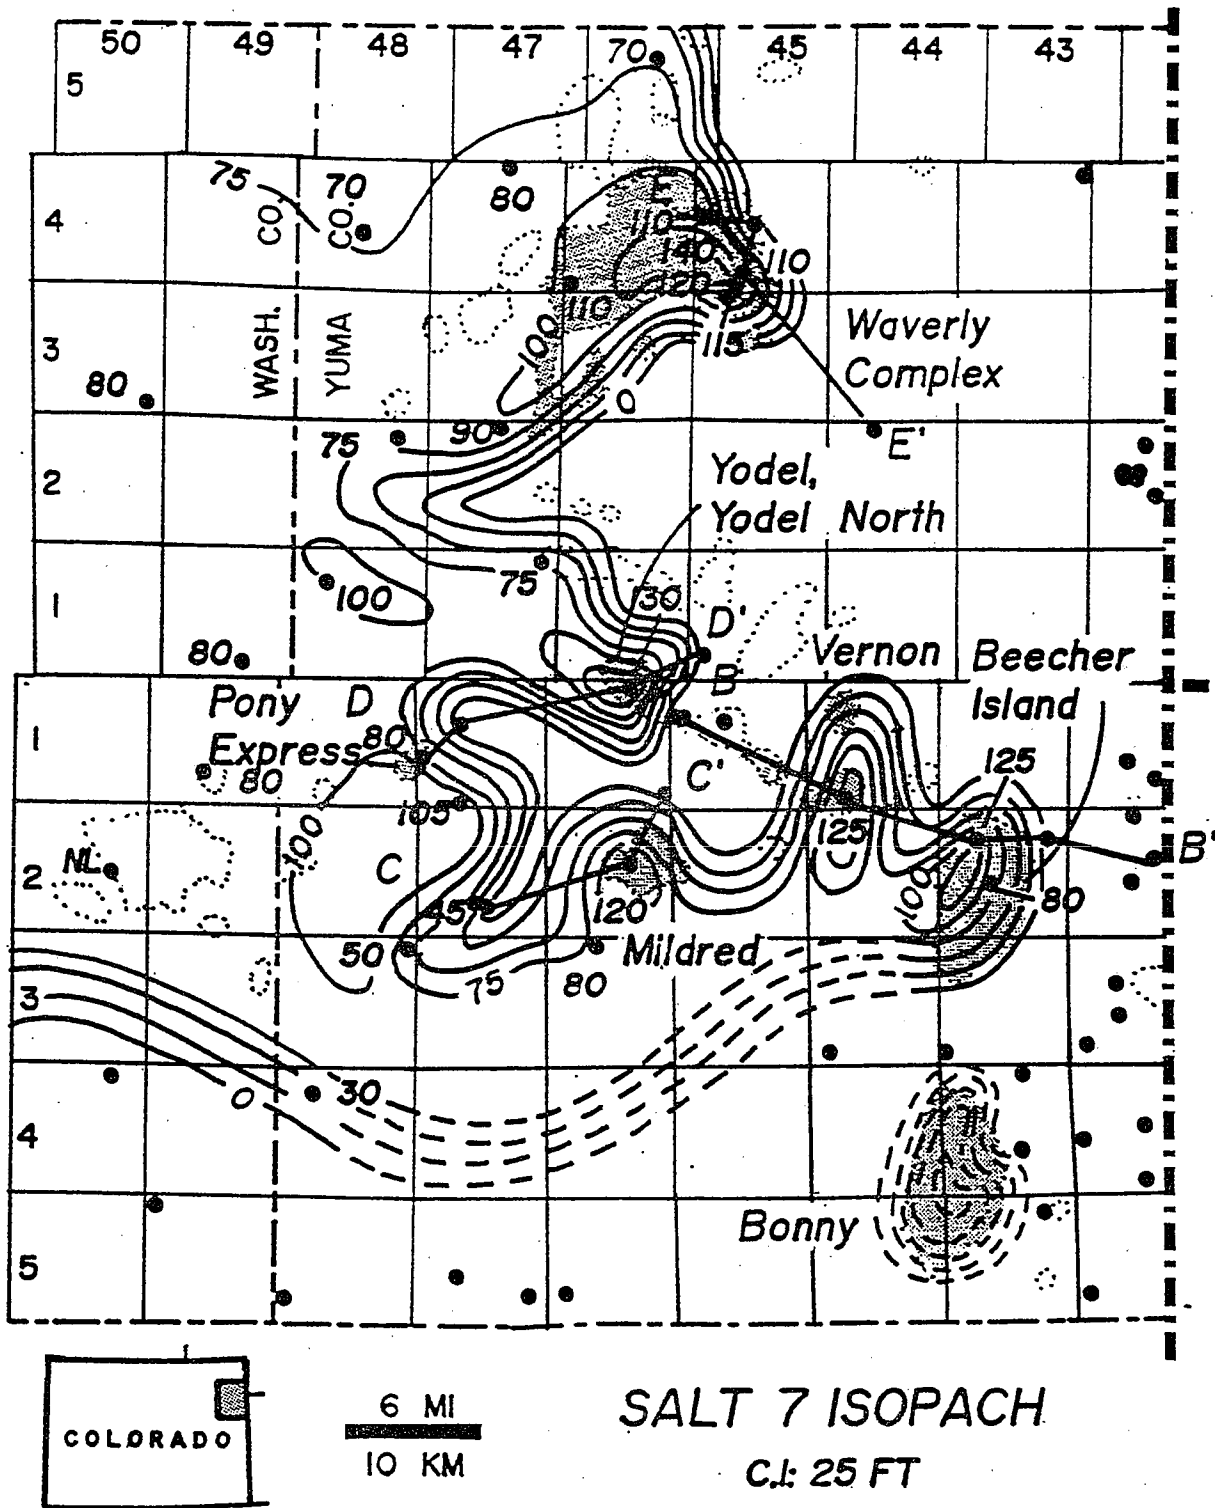 50 49 48 47 70 45 44 43
5
75 70 80
4
CO. CO.
E
110
140
120
110
110
WASH. YUMA
3
100
115
Waverly
Complex
80
0
90
E'
75
2
Yodel,
Yodel North
75
1
100
130
D'
80
Vernon Beecher
Island
Pony D
Express 80
B
1
80
C'
125
105
125
100
B'
NL
2
C
45
100
80
120
50
Mildred
75 80
3
0
30
4
Bonny
5
COLORADO
6 MI
10 KM
SALT 7 ISOPACH
C.I.: 25 FT